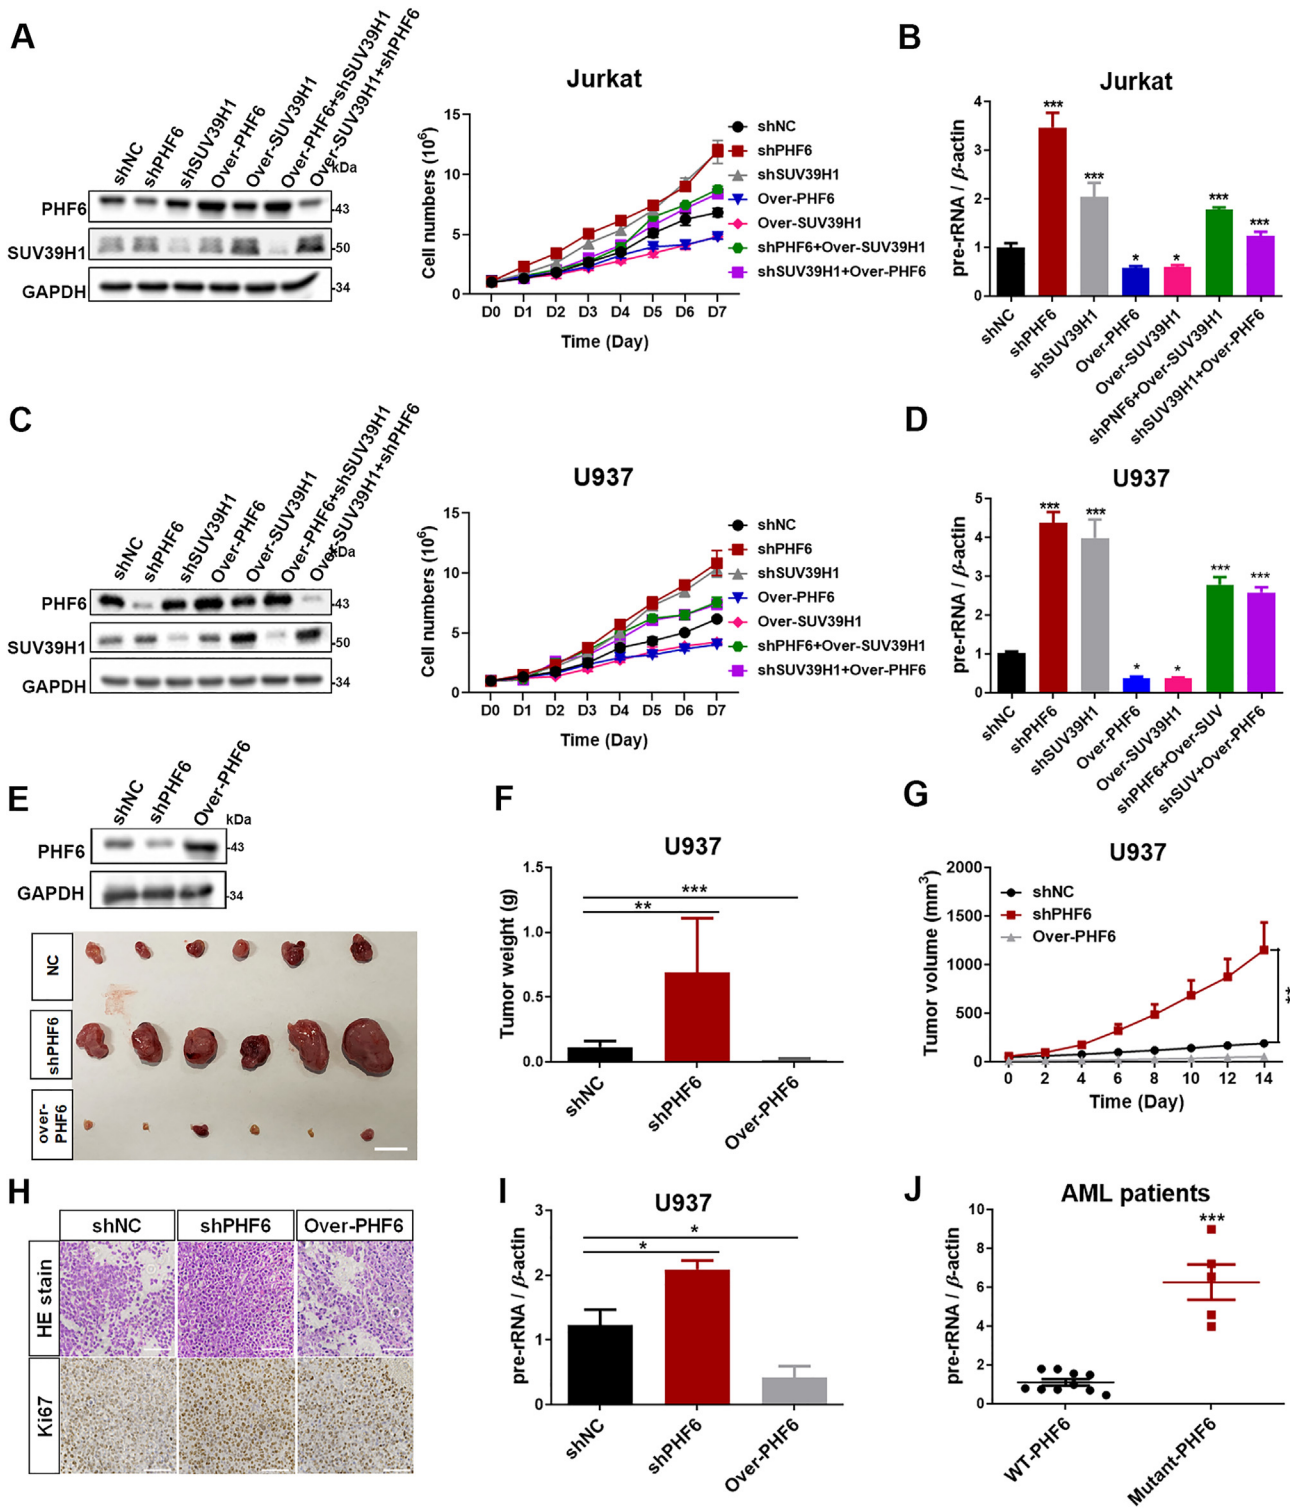 A
shNC
shPHF6
shSUV39H1
Over-PHF6
Over-SUV39H1
Over-PHF6+shSUV39H1
Over-SUV39H1+shPHF6
kDa
PHF6
-43
SUV39H1
-50
GAPDH
-34
Jurkat
Cell numbers (10⁶)
15
10
5
0
D0 D1 D2 D3 D4 D5 D6 D7
Time (Day)
shNC
shPHF6
shSUV39H1
Over-PHF6
Over-SUV39H1
shPHF6+Over-SUV39H1
shSUV39H1+Over-PHF6
B
Jurkat
pre-rRNA / β-actin
4
3
2
1
0
***
***
*
*
***
***
shNC
shPHF6
shSUV39H1
Over-PHF6
Over-SUV39H1
shPNF6+Over-SUV39H1
shSUV39H1+Over-PHF6
C
shNC
shPHF6
shSUV39H1
Over-PHF6
Over-SUV39H1
Over-PHF6+shSUV39H1
Over-SUV39H1+shPHF6
kDa
PHF6
-43
SUV39H1
-50
GAPDH
-34
U937
Cell numbers (10⁶)
15
10
5
0
D0 D1 D2 D3 D4 D5 D6 D7
Time (Day)
shNC
shPHF6
shSUV39H1
Over-PHF6
Over-SUV39H1
shPHF6+Over-SUV39H1
shSUV39H1+Over-PHF6
D
U937
pre-rRNA / β-actin
5
4
3
2
1
0
***
***
*
*
***
***
shNC
shPHF6
shSUV39H1
Over-PHF6
Over-SUV39H1
shPHF6+Over-SUV
shSUV+Over-PHF6
E
shNC
shPHF6
Over-PHF6
kDa
PHF6
-43
GAPDH
-34
NC
shPHF6
over-
PHF6
F
U937
Tumor weight (g)
1.5
1.0
0.5
0.0
***
**
shNC
shPHF6
Over-PHF6
G
U937
Tumor volume (mm³)
2000
1500
1000
500
0
shNC
shPHF6
Over-PHF6
**
0 2 4 6 8 10 12 14
Time (Day)
H
shNC shPHF6 Over-PHF6
HE stain
Ki67
I
U937
pre-rRNA / β-actin
3
2
1
0
*
*
shNC
shPHF6
Over-PHF6
J
AML patients
pre-rRNA / β-actin
10
8
6
4
2
0
***
WT-PHF6
Mutant-PHF6